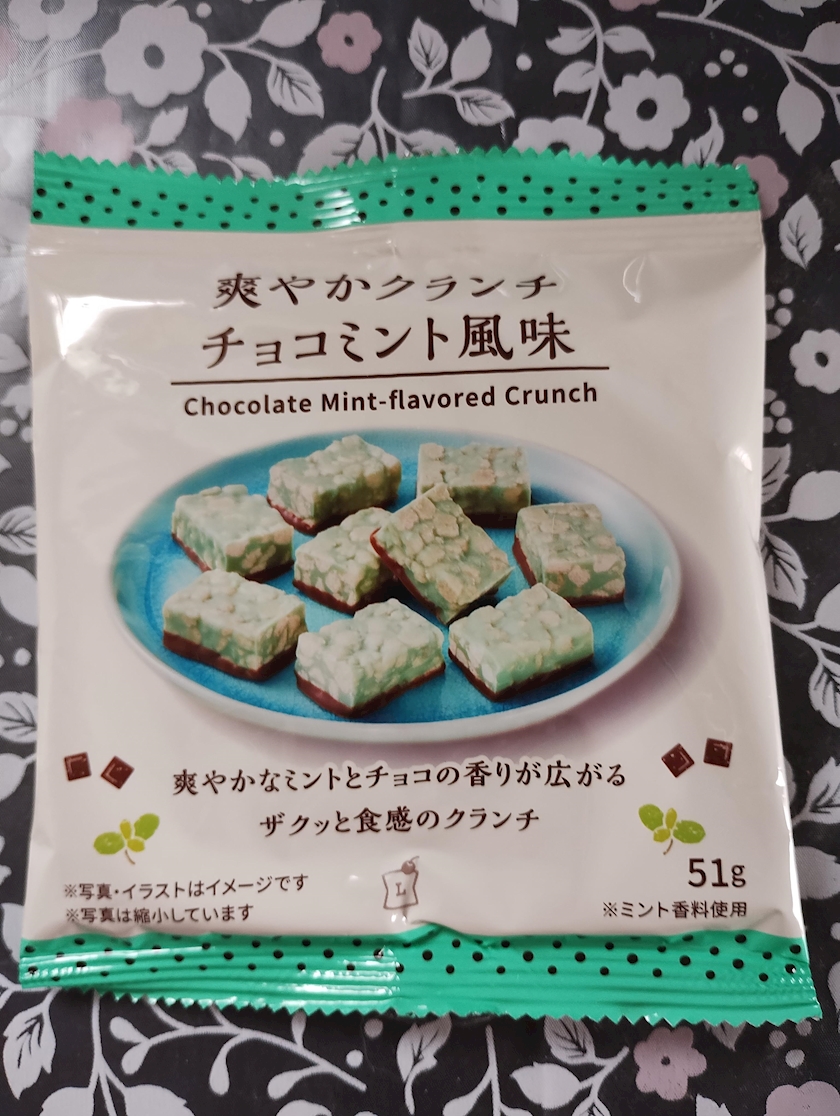 爽やかクランチ
チョコミント風味
Chocolate Mint-flavored Crunch
爽やかなミントとチョコの香りが広がる
ザクッと食感のクランチ
51g
※写真・イラストはイメージです
※写真は縮小しています
L
※ミント香料使用